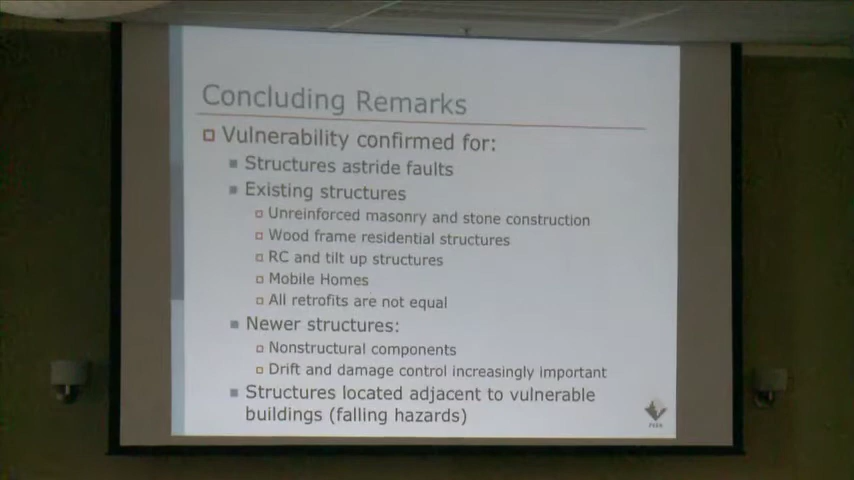 Concluding Remarks
Vulnerability confirmed for:
Structures astride faults
Existing structures
Unreinforced masonry and stone construction
Wood frame residential structures
RC and tilt up structures
Mobile Homes
All retrofits are not equal
Newer structures:
Nonstructural components
Drift and damage control increasingly important
Structures located adjacent to vulnerable
buildings (falling hazards)